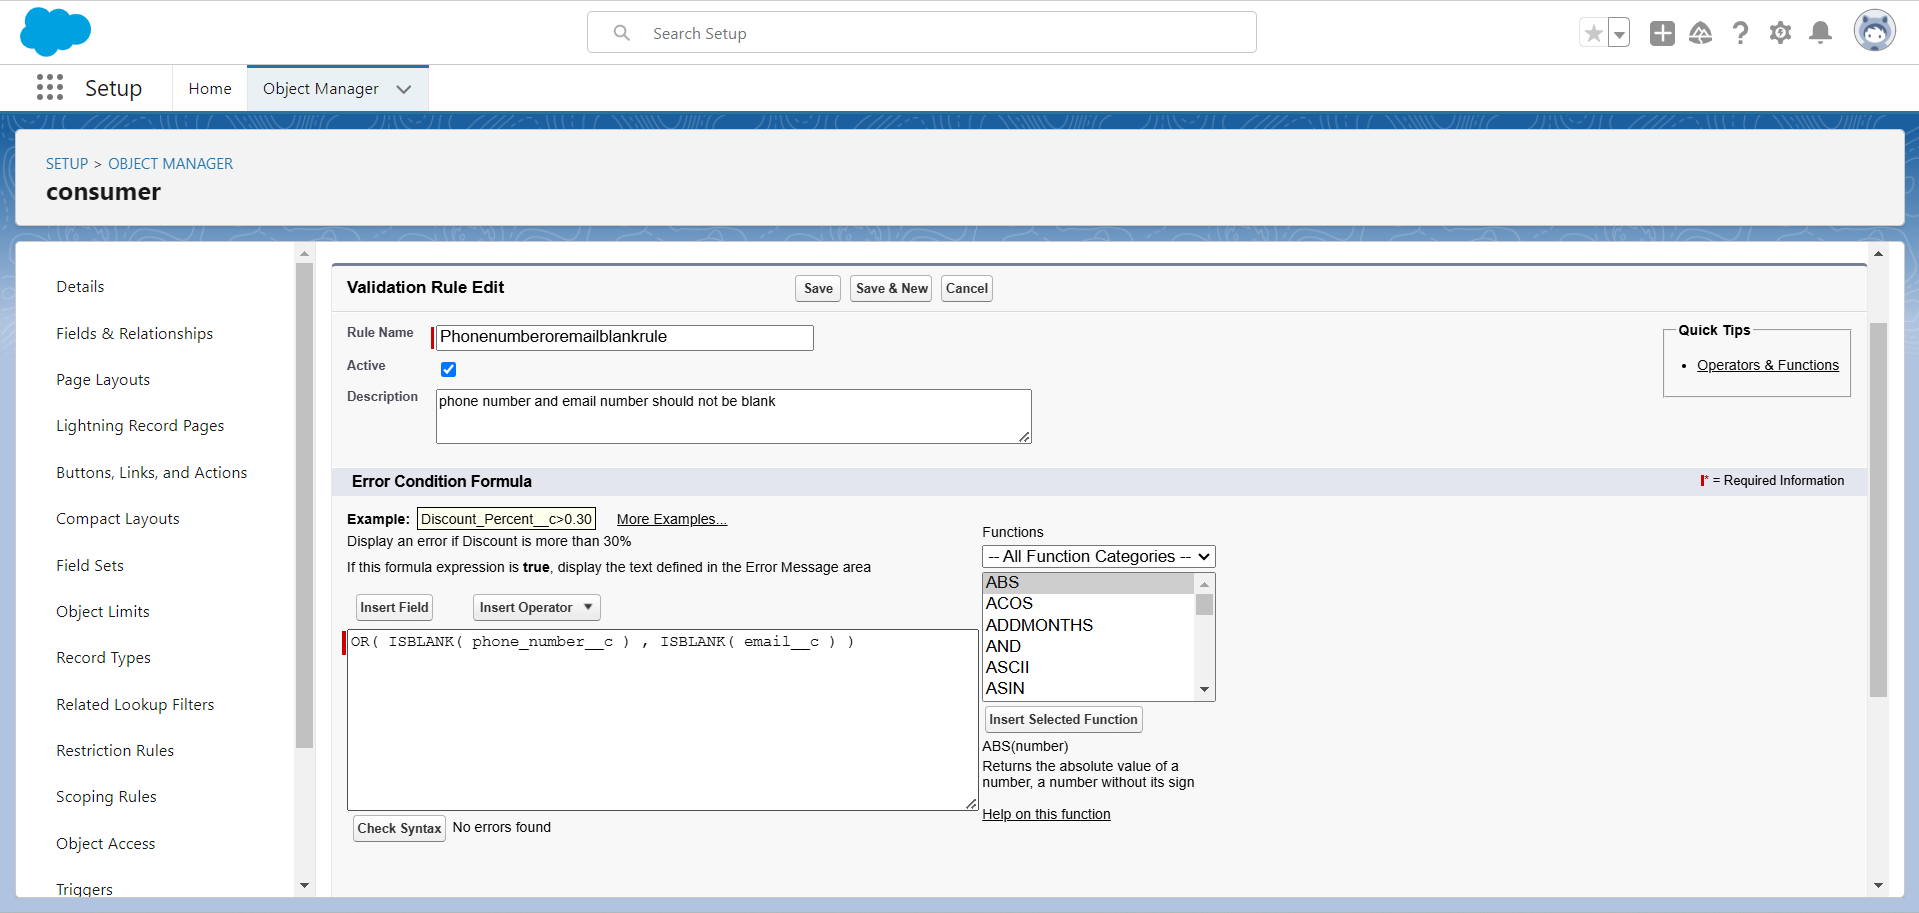 Search Setup
Setup
Home
Object Manager
SETUP > OBJECT MANAGER
consumer
Details
Fields & Relationships
Page Layouts
Lightning Record Pages
Buttons, Links, and Actions
Compact Layouts
Field Sets
Object Limits
Record Types
Related Lookup Filters
Restriction Rules
Scoping Rules
Object Access
Triggers
Validation Rule Edit
Save
Save & New
Cancel
Rule Name
Phonenumberoremailblankrule
Active
Description
phone number and email number should not be blank
Quick Tips
• Operators & Functions
Error Condition Formula
* = Required Information
Example: Discount_Percent__c>0.30 More Examples...
Display an error if Discount is more than 30%
If this formula expression is true, display the text defined in the Error Message area
Insert Field
Insert Operator
OR( ISBLANK( phone_number__c ) , ISBLANK( email__c ) )
Check Syntax
No errors found
Functions
-- All Function Categories --
ABS
ACOS
ADDMONTHS
AND
ASCII
ASIN
Insert Selected Function
ABS(number)
Returns the absolute value of a
number, a number without its sign
Help on this function